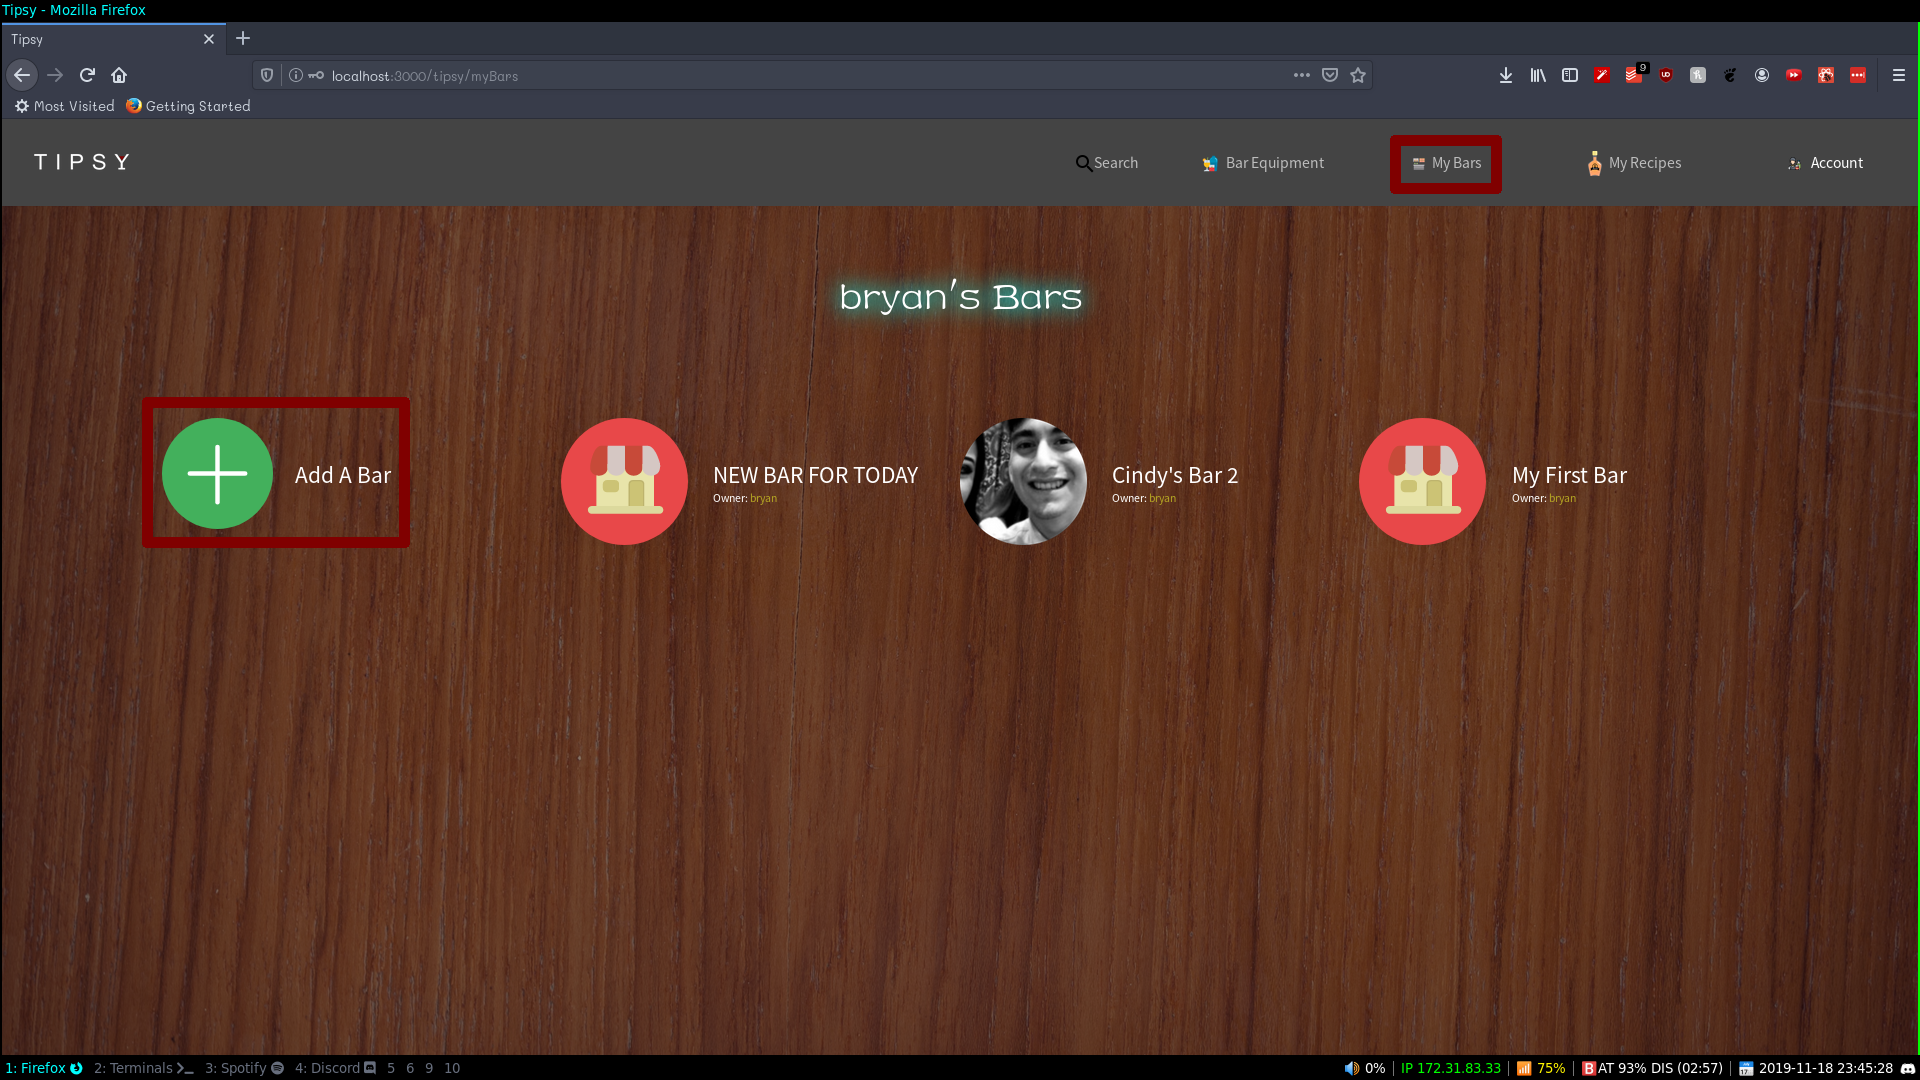 Tipsy - Mozilla Firefox
Tipsy
localhost:3000/tipsy/myBars
9
Most Visited
Getting Started
TIPSY
Search
Bar Equipment
My Bars
My Recipes
Account
bryan's Bars
Add A Bar
NEW BAR FOR TODAY
Owner: bryan
Cindy's Bar 2
Owner: bryan
My First Bar
Owner: bryan
1: Firefox 2: Terminals 3: Spotify 4: Discord 5 6 9 10
0% | IP 172.31.83.33 | 75% | BAT 93% DIS (02:57) | 2019-11-18 23:45:28